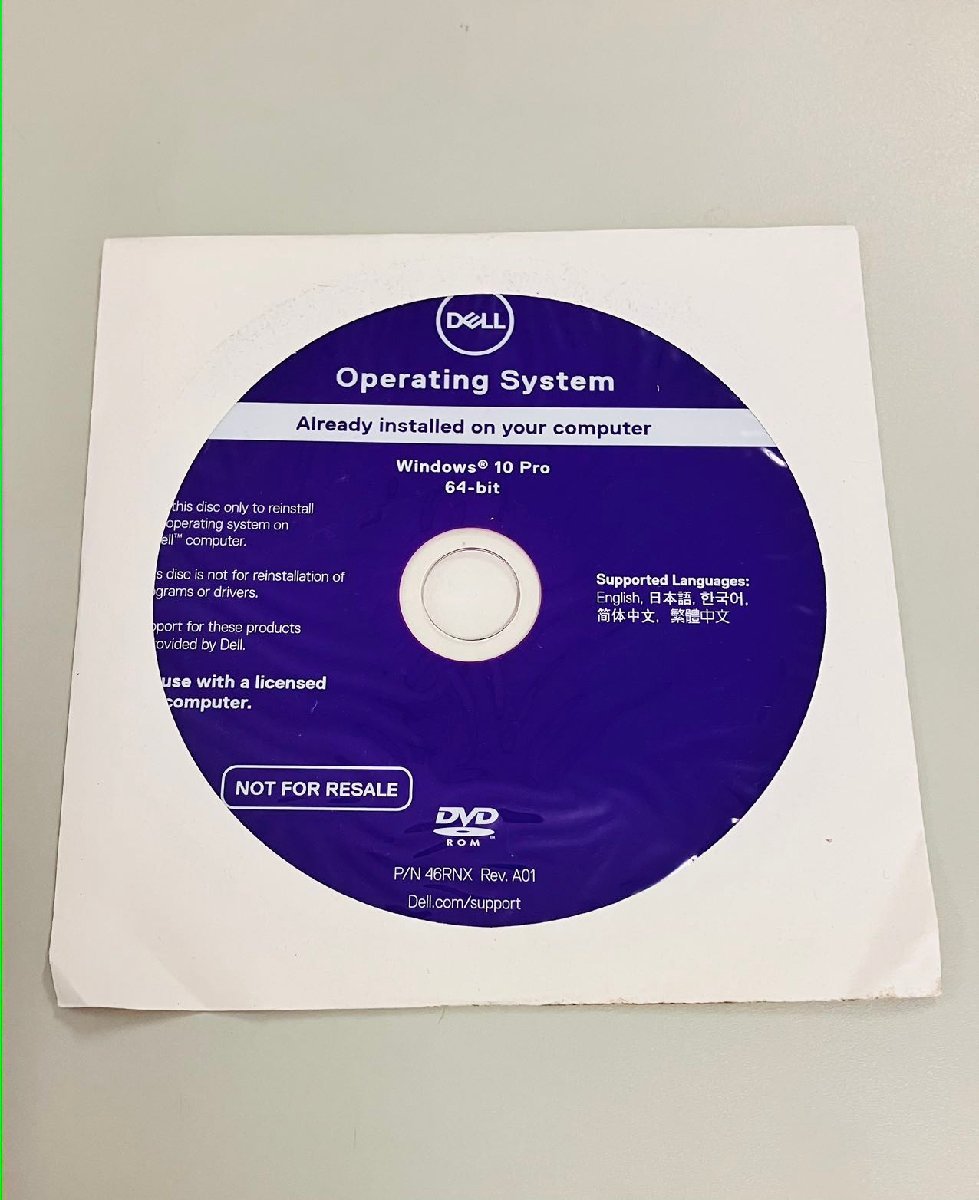 DELL
Operating System
Already installed on your computer
Windows® 10 Pro
64-bit
this disc only to reinstall
operating system on
ell™ computer.
s disc is not for reinstallation of
grams or drivers.
port for these products
ovided by Dell.
use with a licensed
computer.
Supported Languages:
English, 日本語, 한국어,
简体中文, 繁體中文
NOT FOR RESALE
DVD
ROM ™
P/N 46RNX Rev. A01
Dell.com/support